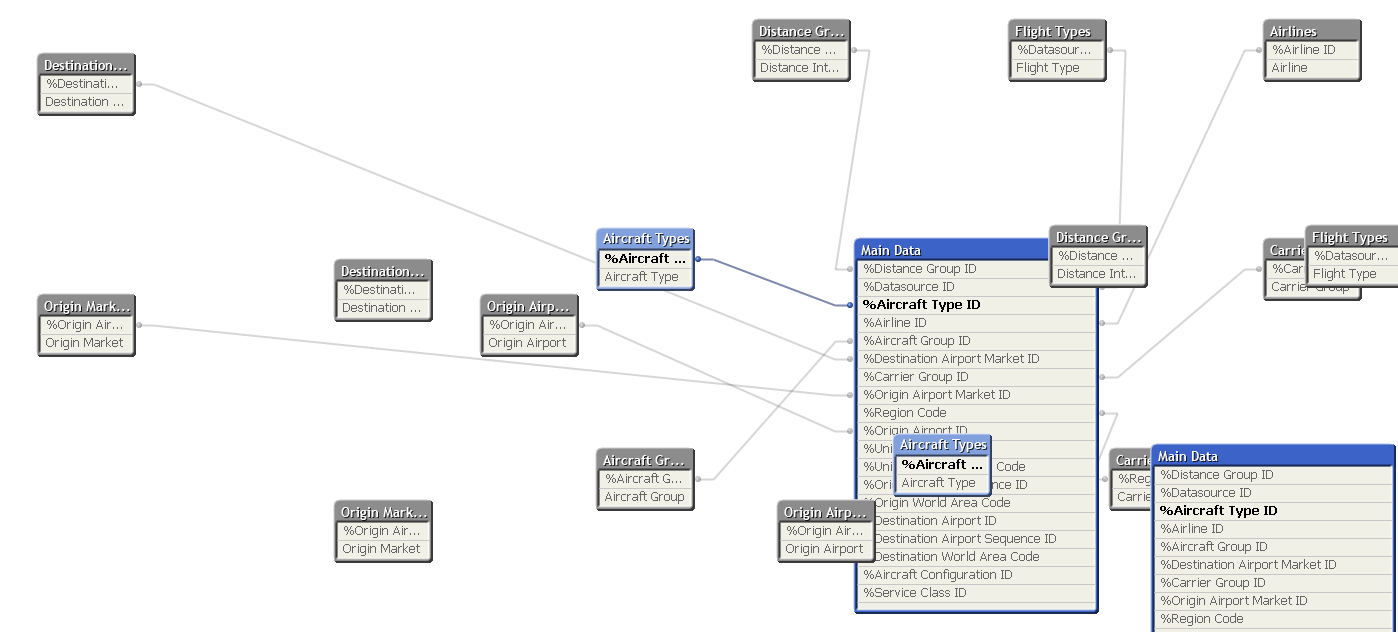 Distance Gr...
%Distance ...
Distance Int...
Flight Types
%Datasour...
Flight Type
Airlines
%Airline ID
Airline
Destination...
%Destinati...
Destination ...
Aircraft Types
%Aircraft ...
Aircraft Type
Distance Gr...
%Distance ...
Distance Int...
Flight Types
%Datasour...
Flight Type
Carrier Group
Destination...
%Destinati...
Destination ...
Origin Mark...
%Origin Air...
Origin Market
Origin Airp...
%Origin Air...
Origin Airport
Main Data
%Distance Group ID
%Datasource ID
%Aircraft Type ID
%Airline ID
%Aircraft Group ID
%Destination Airport Market ID
%Carrier Group ID
%Origin Airport Market ID
%Region Code
%Origin Airport ID
Code
%Origin World Area Code
Destination Airport ID
Destination Airport Sequence ID
Destination World Area Code
%Aircraft Configuration ID
%Service Class ID
Aircraft Types
%Aircraft ...
Aircraft Type
Aircraft Gr...
%Aircraft G...
Aircraft Group
Origin Mark...
%Origin Air...
Origin Market
Origin Airp...
%Origin Air...
Origin Airport
Main Data
%Distance Group ID
%Datasource ID
%Aircraft Type ID
%Airline ID
%Aircraft Group ID
%Destination Airport Market ID
%Carrier Group ID
%Origin Airport Market ID
%Region Code